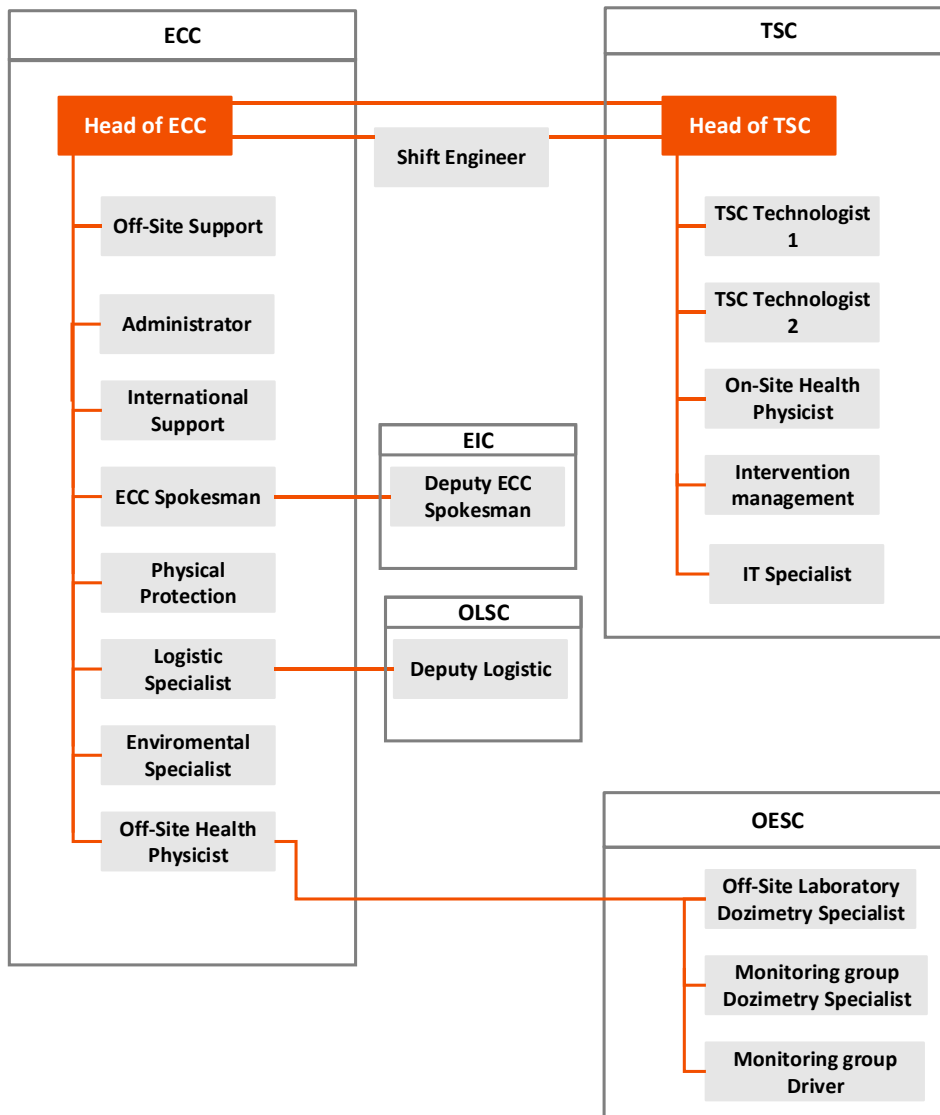 ECC
Head of ECC
Off-Site Support
Administrator
International
Support
ECC Spokesman
Physical
Protection
Logistic
Specialist
Enviromental
Specialist
Off-Site Health
Physicist
Shift Engineer
EIC
Deputy ECC
Spokesman
OLSC
Deputy Logistic
TSC
Head of TSC
TSC Technologist
1
TSC Technologist
2
On-Site Health
Physicist
Intervention
management
IT Specialist
OESC
Off-Site Laboratory
Dozimetry Specialist
Monitoring group
Dozimetry Specialist
Monitoring group
Driver